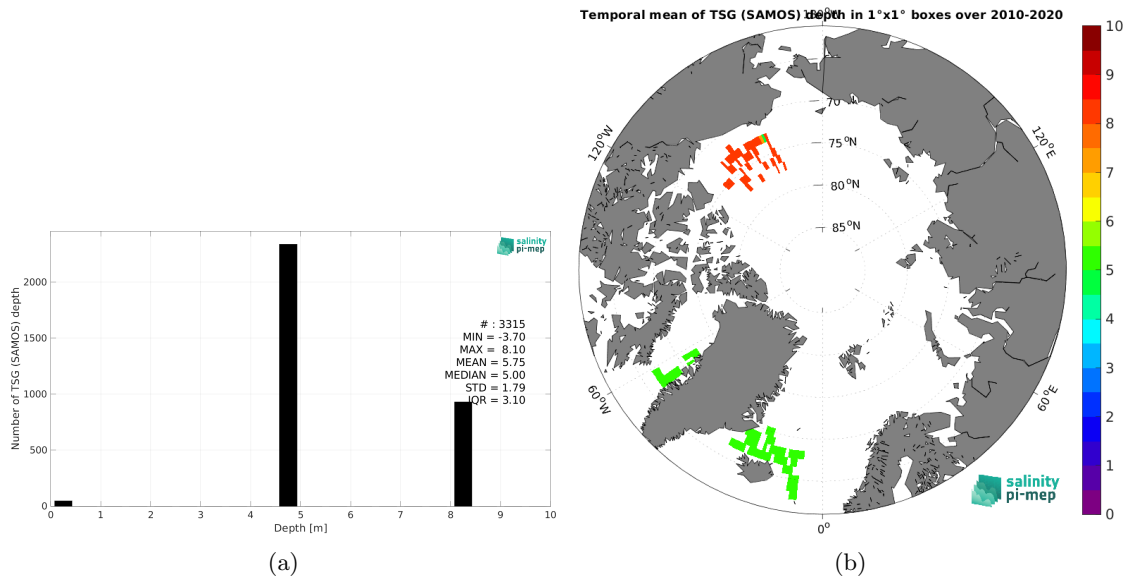 Temporal mean of TSG (SAMOS) depth in 1°x1° boxes over 2010-2020
180°W
120°W
120°E
60°W
60°E
0°
70°N
75°N
80°N
85°N
10
9
8
7
6
5
4
3
2
1
0
salinity
pi-mep
salinity
pi-mep
# : 3315
MIN = -3.70
MAX = 8.10
MEAN = 5.75
MEDIAN = 5.00
STD = 1.79
IQR = 3.10
Number of TSG (SAMOS) depth
2000
1500
1000
500
0
0 1 2 3 4 5 6 7 8 9 10
Depth [m]
(a)
(b)